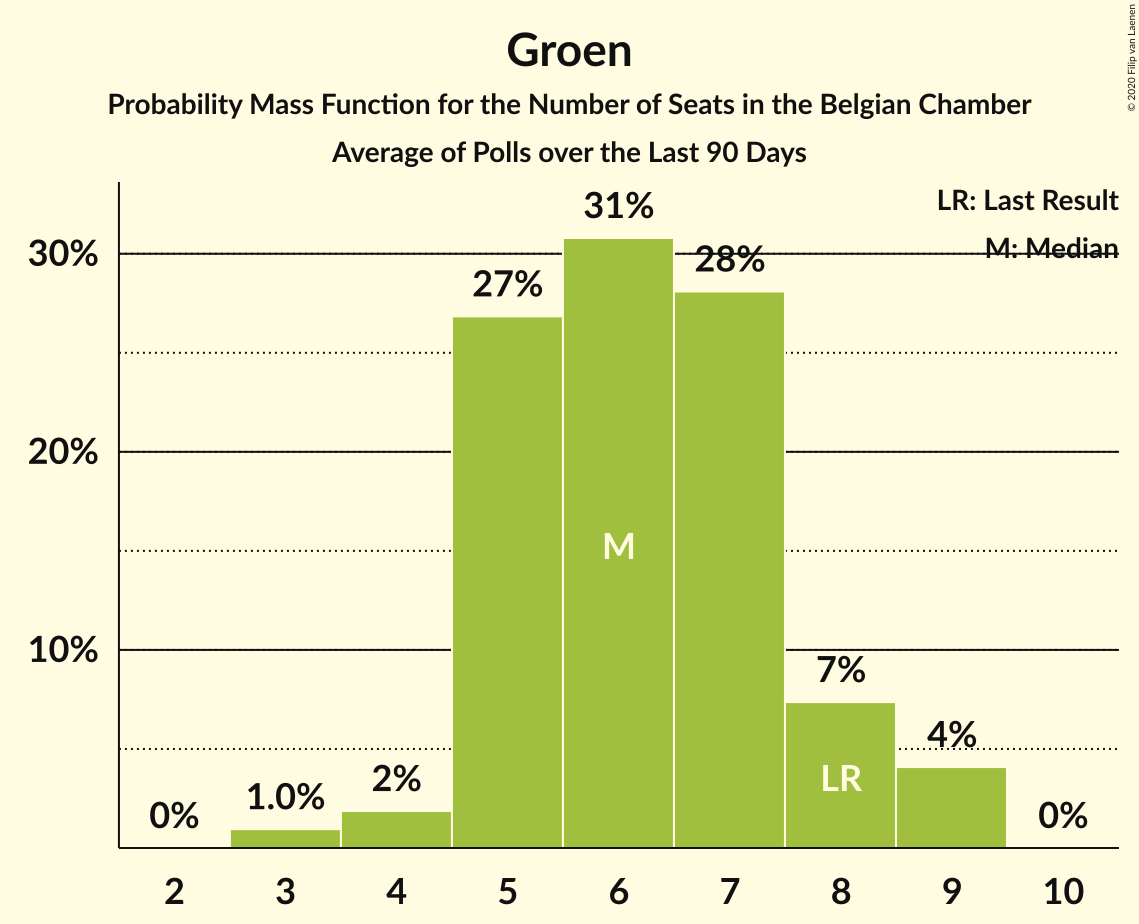 Groen
Probability Mass Function for the Number of Seats in the Belgian Chamber
Average of Polls over the Last 90 Days
© 2020 Filip van Laenen
LR: Last Result
M: Median
30%
20%
10%
0%
1.0%
2%
27%
31%
28%
7%
4%
0%
M
LR
2 3 4 5 6 7 8 9 10